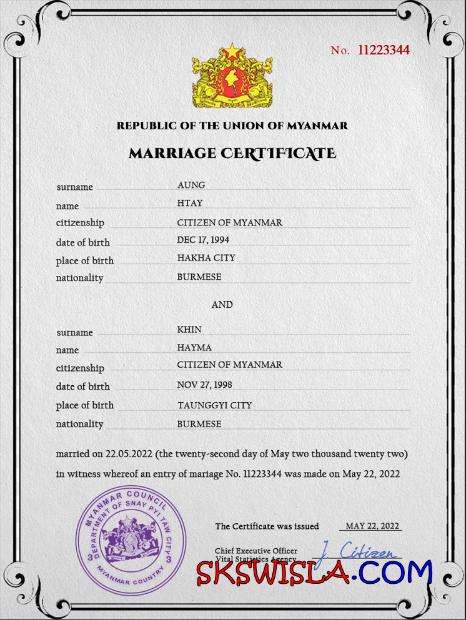 No. 11223344
REPUBLIC OF THE UNION OF MYANMAR
MARRIAGE CERTIFICATE
surname AUNG
name HTAY
citizenship CITIZEN OF MYANMAR
date of birth DEC 17, 1994
place of birth HAKHA CITY
nationality BURMESE
AND
surname KHIN
name HAYMA
citizenship CITIZEN OF MYANMAR
date of birth NOV 27, 1998
place of birth TAUNGGYI CITY
nationality BURMESE
married on 22.05.2022 (the twenty-second day of May two thousand twenty two)
in witness whereof an entry of mariage No. 11223344 was made on May 22, 2022
MYANMAR COUNCIL
DEPARTMENT OF SNAY PYI TAW CITY
MYANMAR COUNTRY
The Certificate was issued MAY 22, 2022
Chief Executive Officer
Vital Statistics Agency
J. Citizen
SKSWISLA.COM